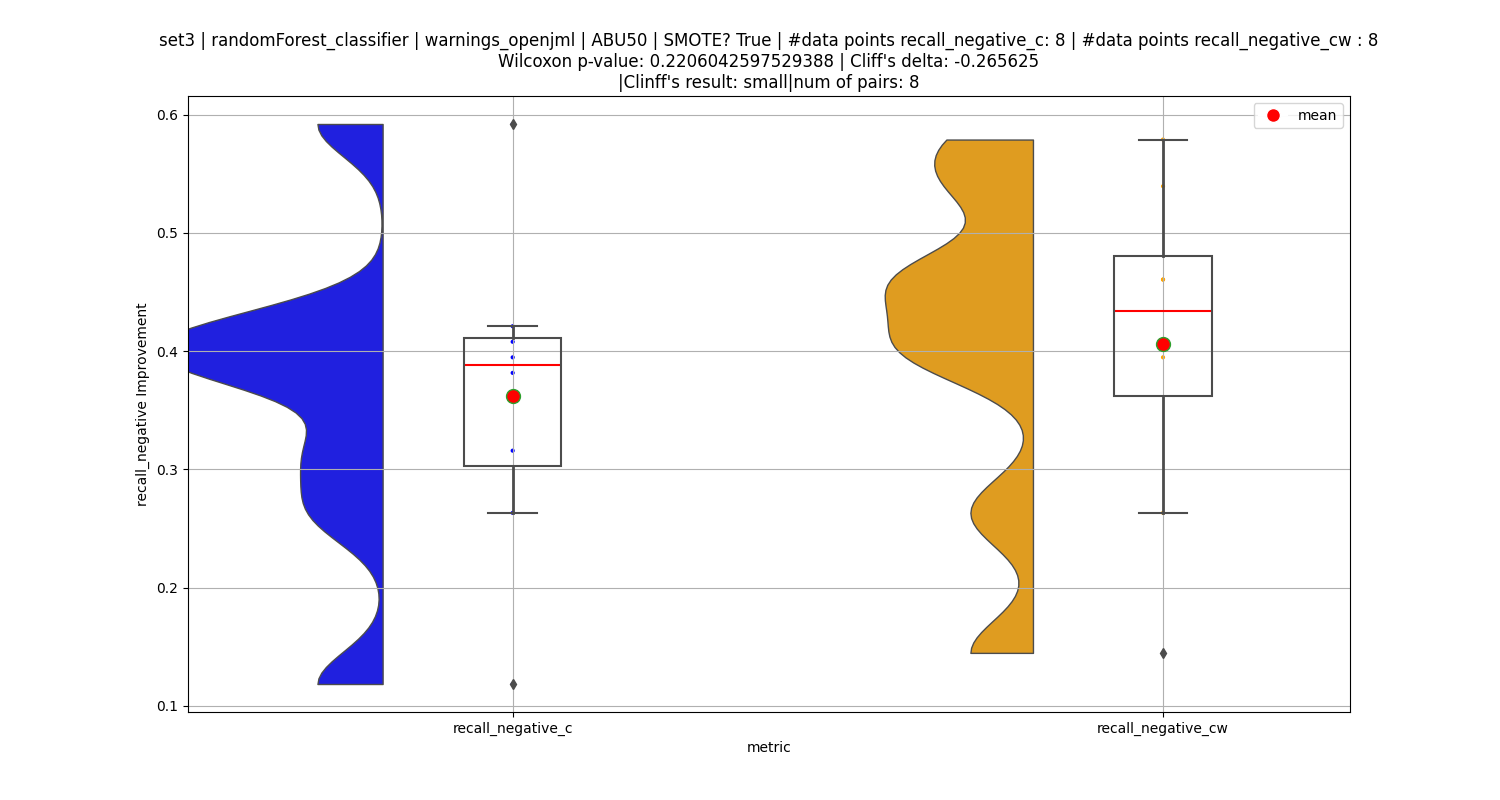 set3 | randomForest_classifier | warnings_openjml | ABU50 | SMOTE? True | #data points recall_negative_c: 8 | #data points recall_negative_cw : 8
Wilcoxon p-value: 0.2206042597529388 | Cliff's delta: -0.265625
|Clinff's result: small|num of pairs: 8
mean
0.6
0.5
0.4
0.3
0.2
0.1
recall_negative Improvement
recall_negative_c
recall_negative_cw
metric